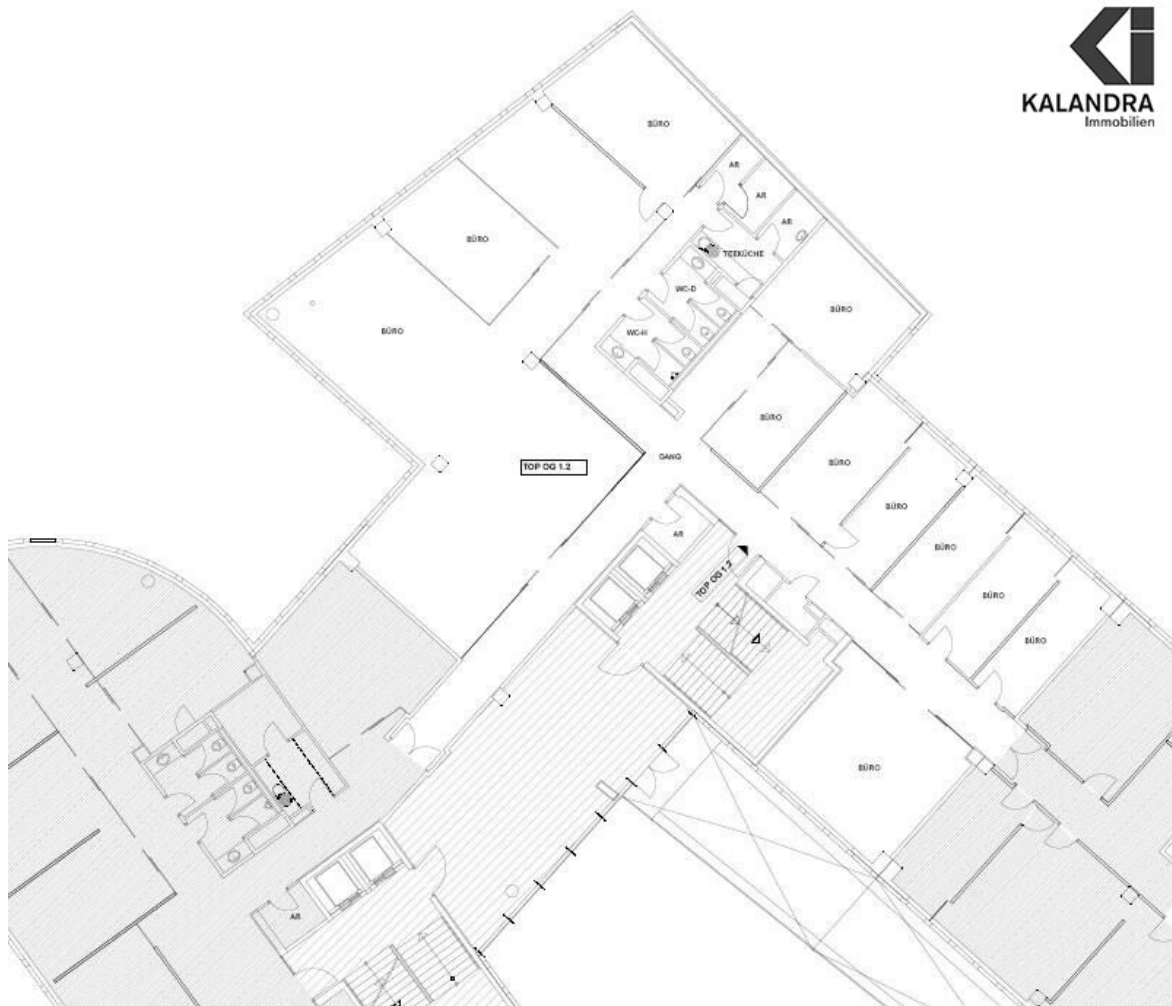 KALANDRA
Immobilien
BÜRO
AR
AR
AR
BÜRO
TEEKÜCHE
WC-D
BÜRO
BÜRO
WC-H
BÜRO
GANG
BÜRO
TOP OG 1.2
BÜRO
AR
BÜRO
TOP OG 1.2
BÜRO
BÜRO
BÜRO
AR